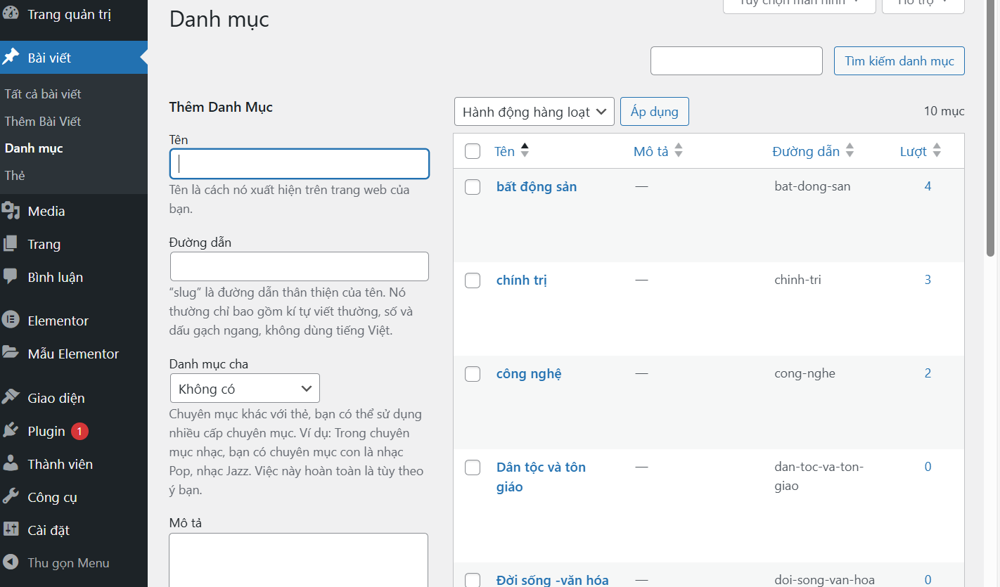 Trang quản trị
Bài viết
Tất cả bài viết
Thêm Bài Viết
Danh mục
Thẻ
Media
Trang
Bình luận
Elementor
Mẫu Elementor
Giao diện
Plugin 1
Thành viên
Công cụ
Cài đặt
Thu gọn Menu
Tùy chọn màn hình
Hỗ trợ
Danh mục
Tìm kiếm danh mục
Thêm Danh Mục
Tên
Tên là cách nó xuất hiện trên trang web của
bạn.
Đường dẫn
“slug” là đường dẫn thân thiện của tên. Nó
thường chỉ bao gồm kí tự viết thường, số và
dấu gạch ngang, không dùng tiếng Việt.
Danh mục cha
Không có
Chuyên mục khác với thẻ, bạn có thể sử dụng
nhiều cấp chuyên mục. Ví dụ: Trong chuyên
mục nhạc, bạn có chuyên mục con là nhạc
Pop, nhạc Jazz. Việc này hoàn toàn là tùy theo
ý bạn.
Mô tả
Hành động hàng loạt
Áp dụng
10 mục
Tên Mô tả Đường dẫn Lượt
bất động sản — bat-dong-san 4
chính trị — chinh-tri 3
công nghệ — cong-nghe 2
Dân tộc và tôn — dan-toc-va-ton- 0
giáo giao
Đời sống -văn hóa — doi-song-van-hoa 0